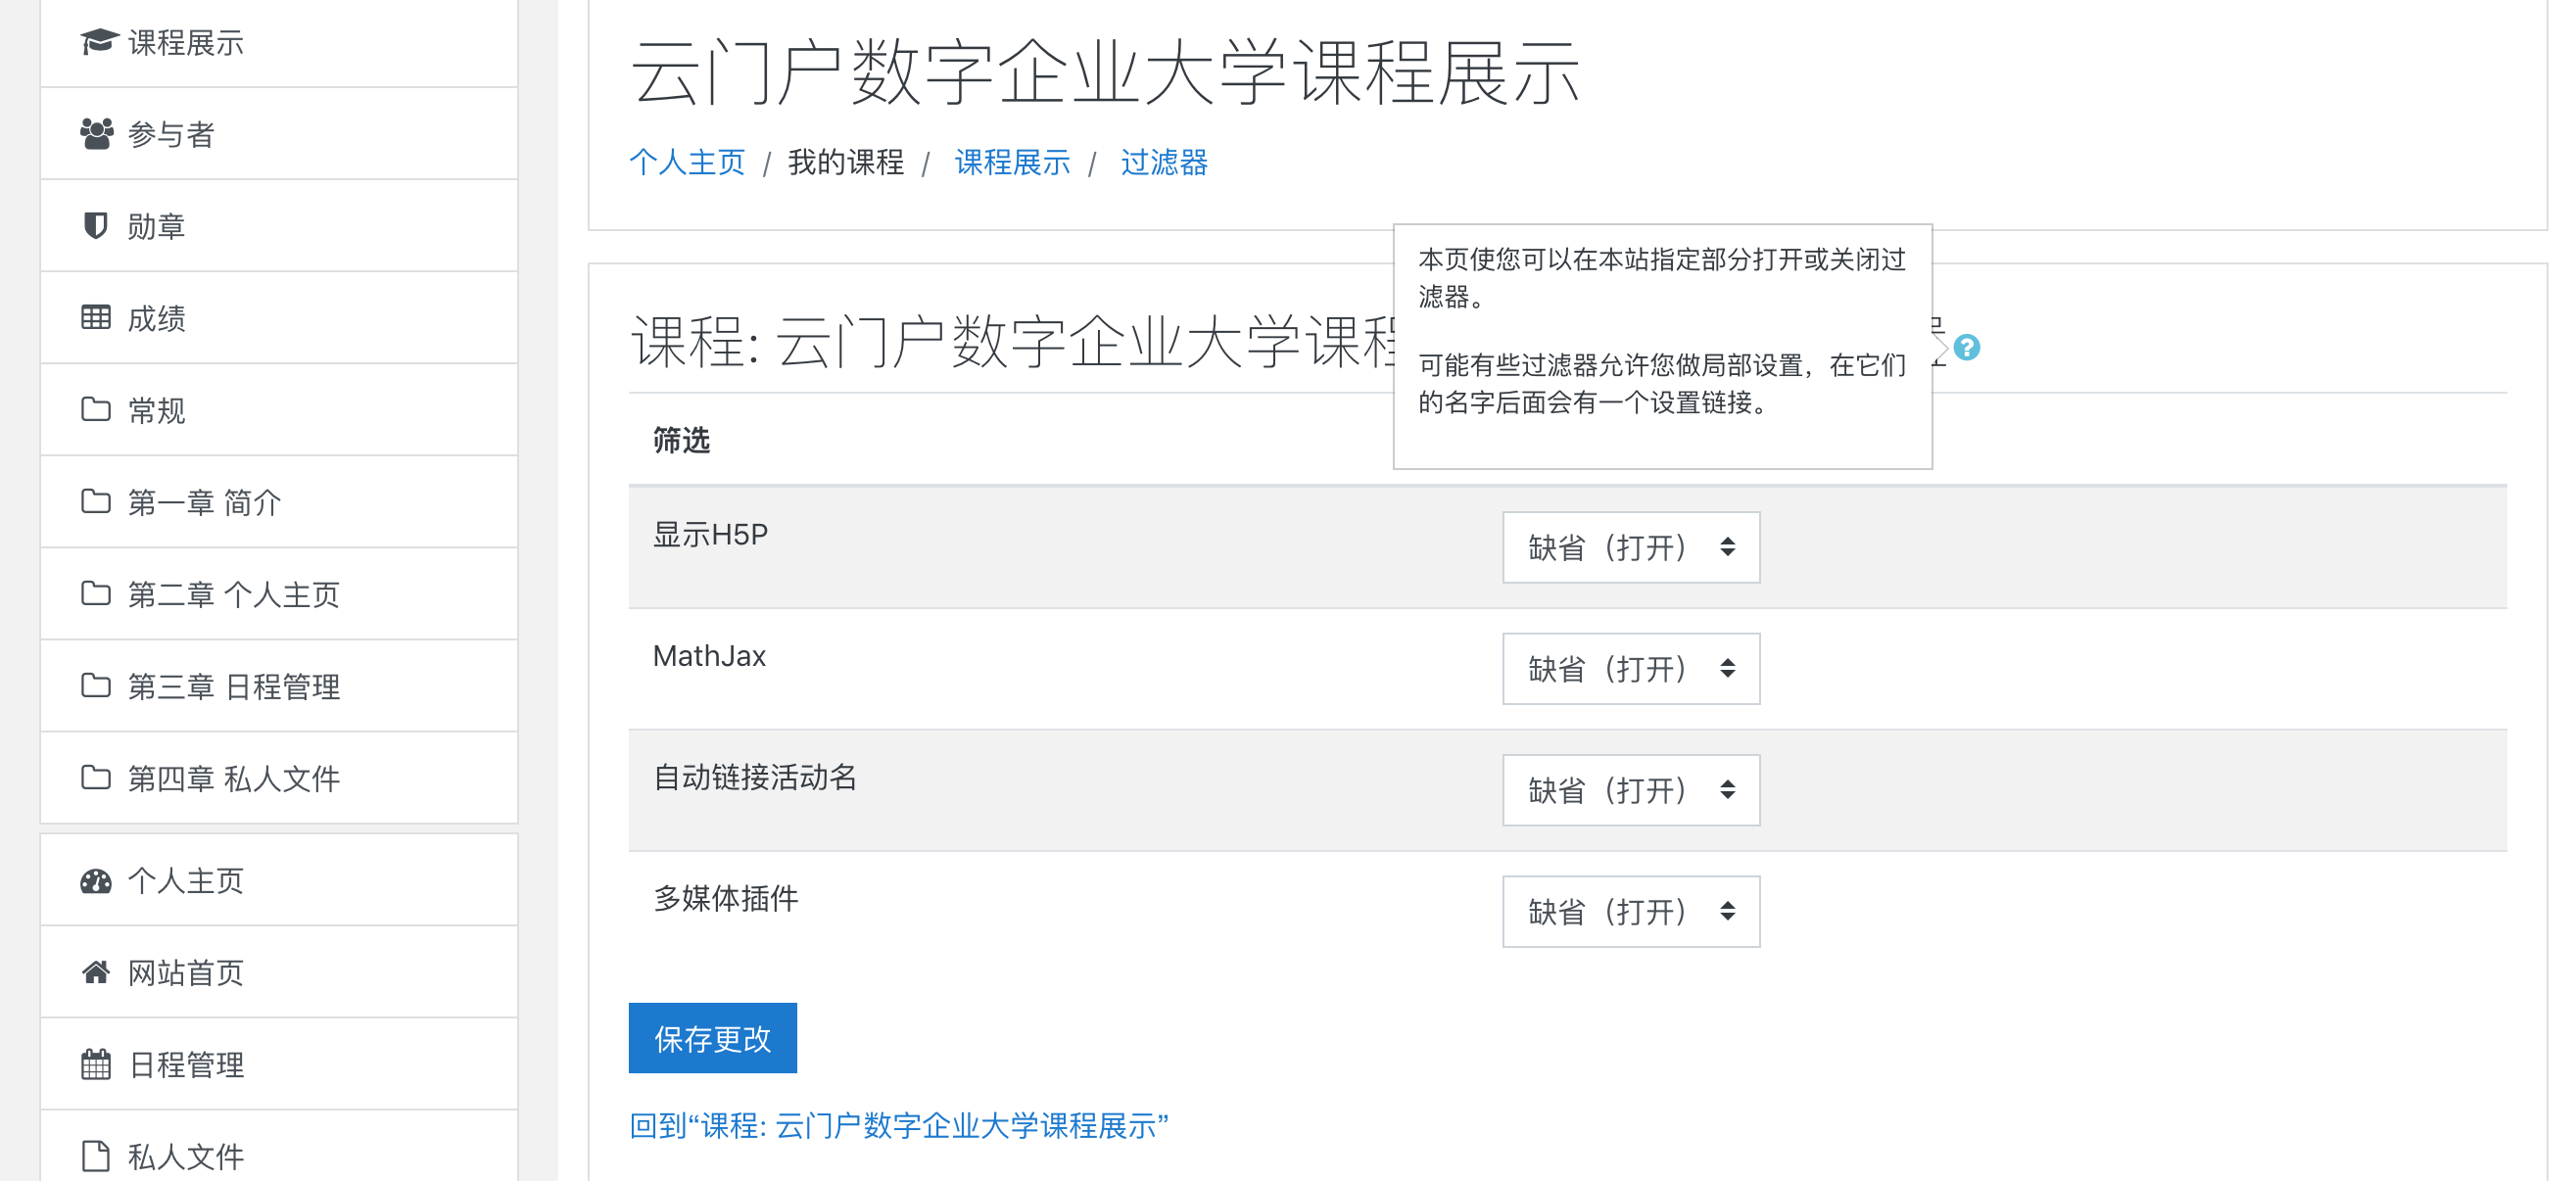 课程展示
参与者
勋章
成绩
常规
第一章 简介
第二章 个人主页
第三章 日程管理
第四章 私人文件
个人主页
网站首页
日程管理
私人文件
云门户数字企业大学课程展示
个人主页 / 我的课程 / 课程展示 / 过滤器
课程: 云门户数字企业大学课程
本页使您可以在本站指定部分打开或关闭过
滤器。
可能有些过滤器允许您做局部设置，在它们
的名字后面会有一个设置链接。
筛选
显示H5P 缺省（打开）
MathJax 缺省（打开）
自动链接活动名 缺省（打开）
多媒体插件 缺省（打开）
保存更改
回到“课程: 云门户数字企业大学课程展示”